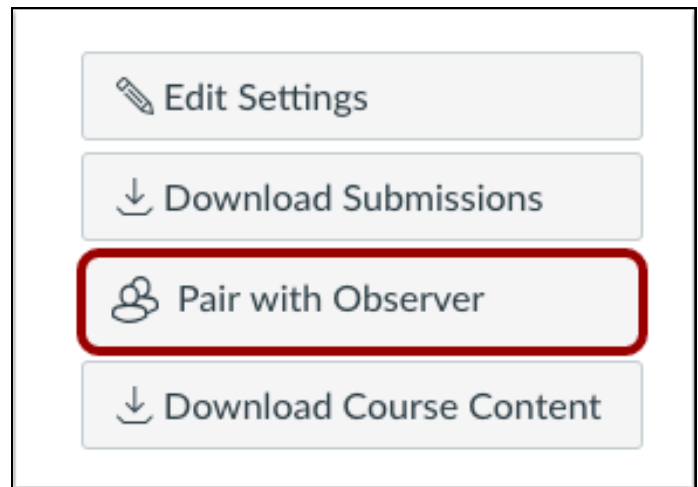 Edit Settings
Download Submissions
Pair with Observer
Download Course Content